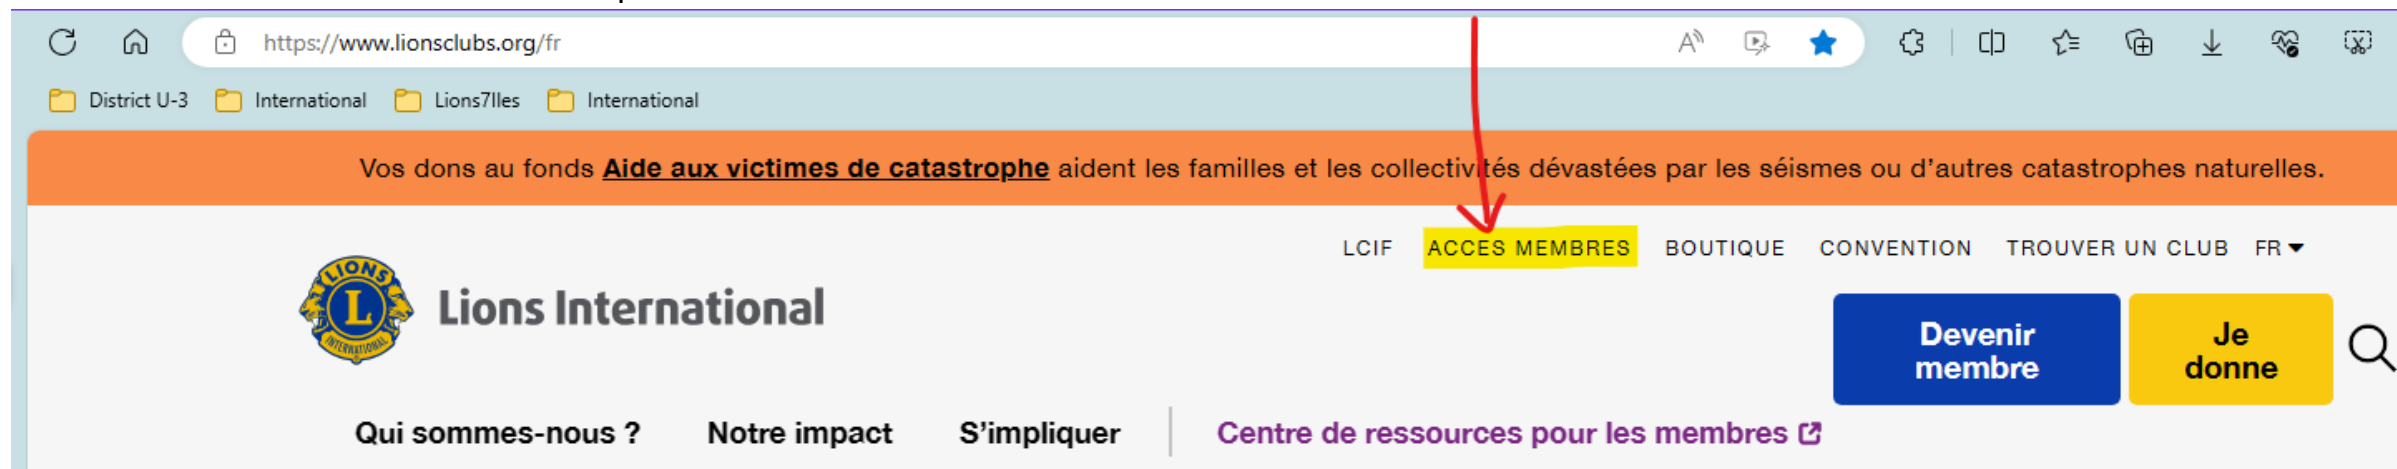 https://www.lionsclubs.org/fr
District U-3 International Lions7Iles International
Vos dons au fonds Aide aux victimes de catastrophe aident les familles et les collectivités dévastées par les séismes ou d'autres catastrophes naturelles.
LCIF ACCES MEMBRES BOUTIQUE CONVENTION TROUVER UN CLUB FR
LIONS
L
INTERNATIONAL
Lions International
Devenir
membre
Je
donne
Qui sommes-nous ? Notre impact S'impliquer Centre de ressources pour les membres